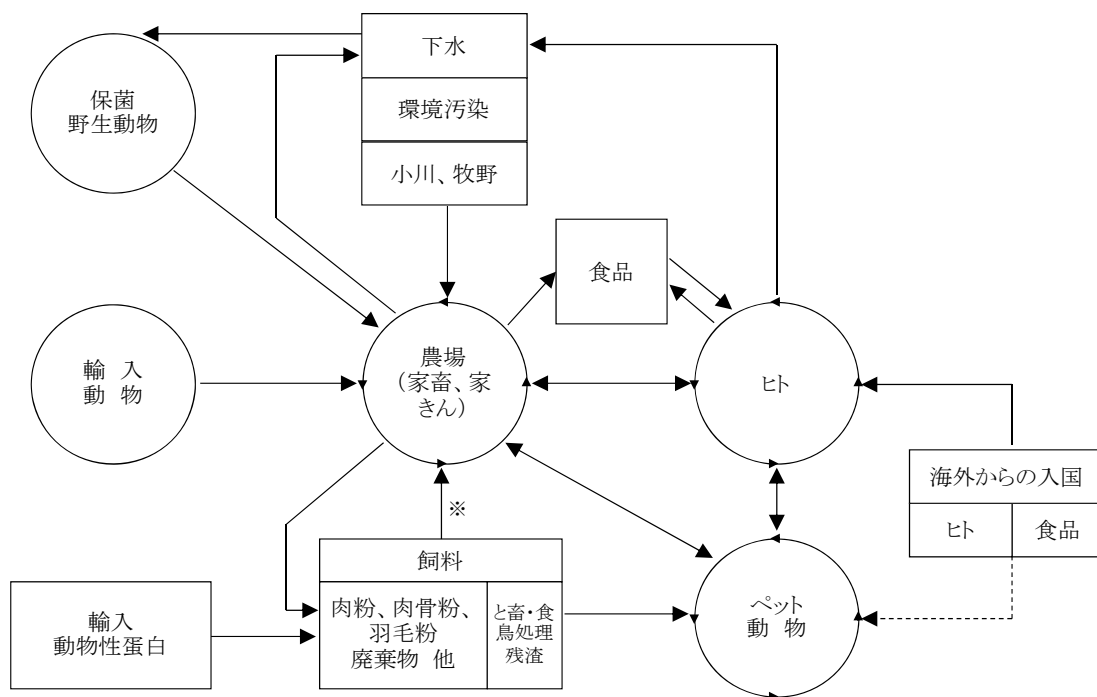 下水
保菌
野生動物
環境汚染
小川、牧野
食品
輸 入
動 物
農場
(家畜、家
きん)
ヒト
海外からの入国
ヒト
食品
※
飼料
輸入
動物性蛋白
肉粉、肉骨粉、
羽毛粉
廃棄物 他
と畜・食
鳥処理
残渣
ペット
動物